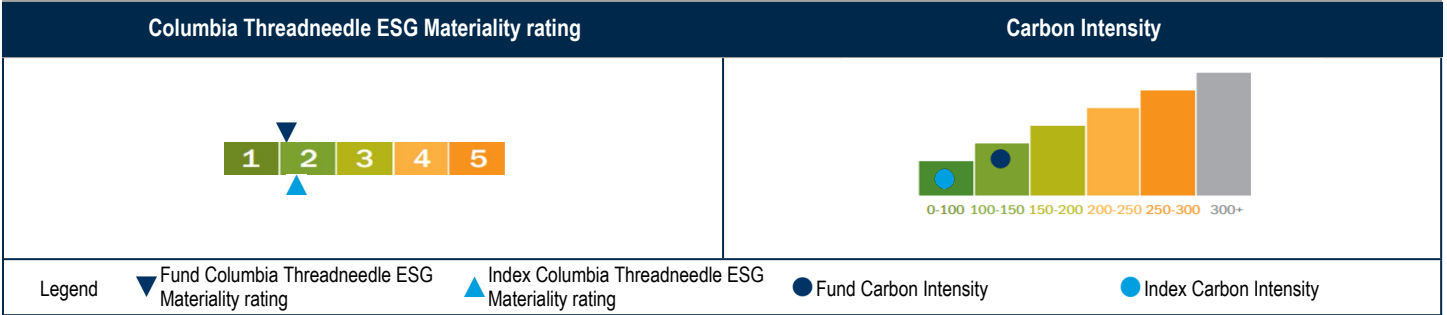 Columbia Threadneedle ESG Materiality rating
Carbon Intensity
1 2 3 4 5
0-100 100-150 150-200 200-250 250-300 300+
Legend
Fund Columbia Threadneedle ESG
Materiality rating
Index Columbia Threadneedle ESG
Materiality rating
Fund Carbon Intensity
Index Carbon Intensity